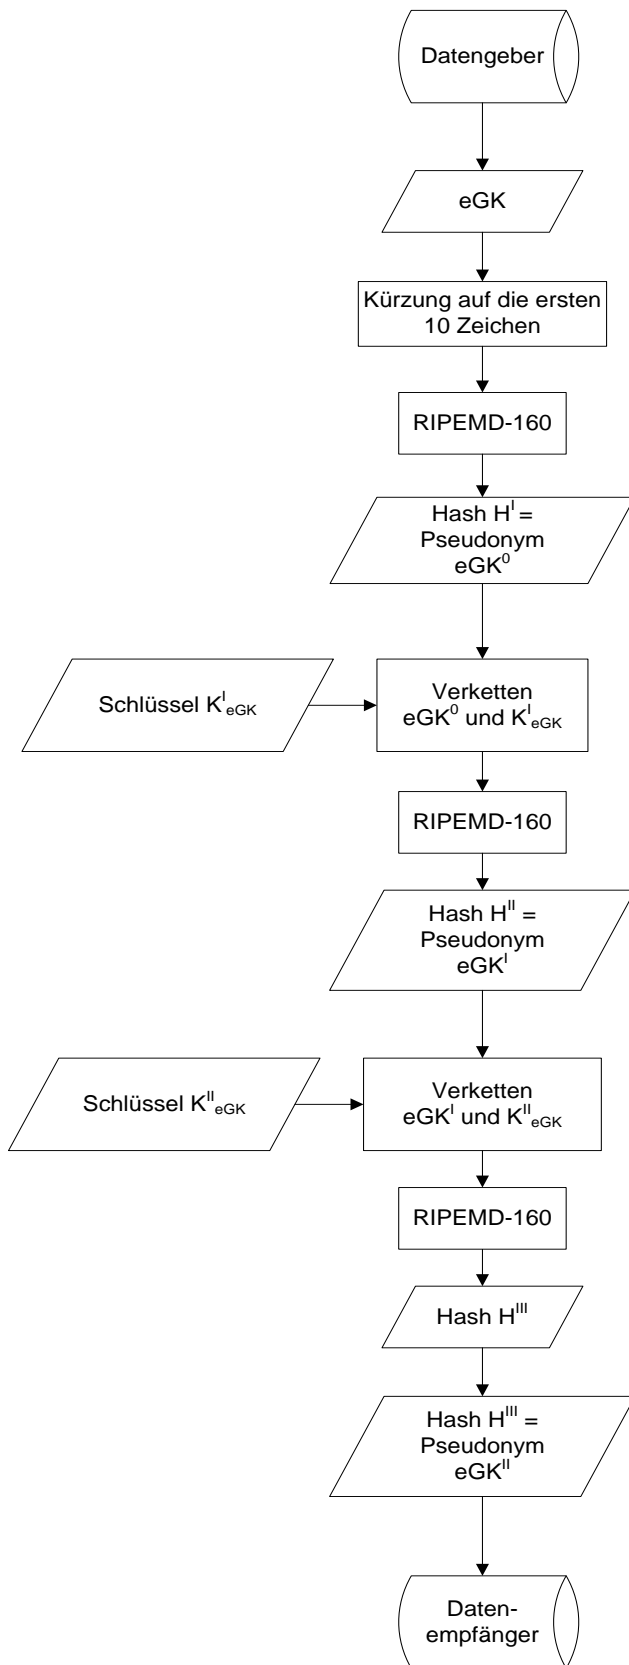 Datengeber
eGK
Kürzung auf die ersten
10 Zeichen
RIPEMD-160
Hash H^I =
Pseudonym
eGK^0
Schlüssel K^I_eGK
Verketten
eGK^0 und K^I_eGK
RIPEMD-160
Hash H^II =
Pseudonym
eGK^I
Schlüssel K^II_eGK
Verketten
eGK^I und K^II_eGK
RIPEMD-160
Hash H^III
Hash H^III =
Pseudonym
eGK^II
Daten-
empfänger